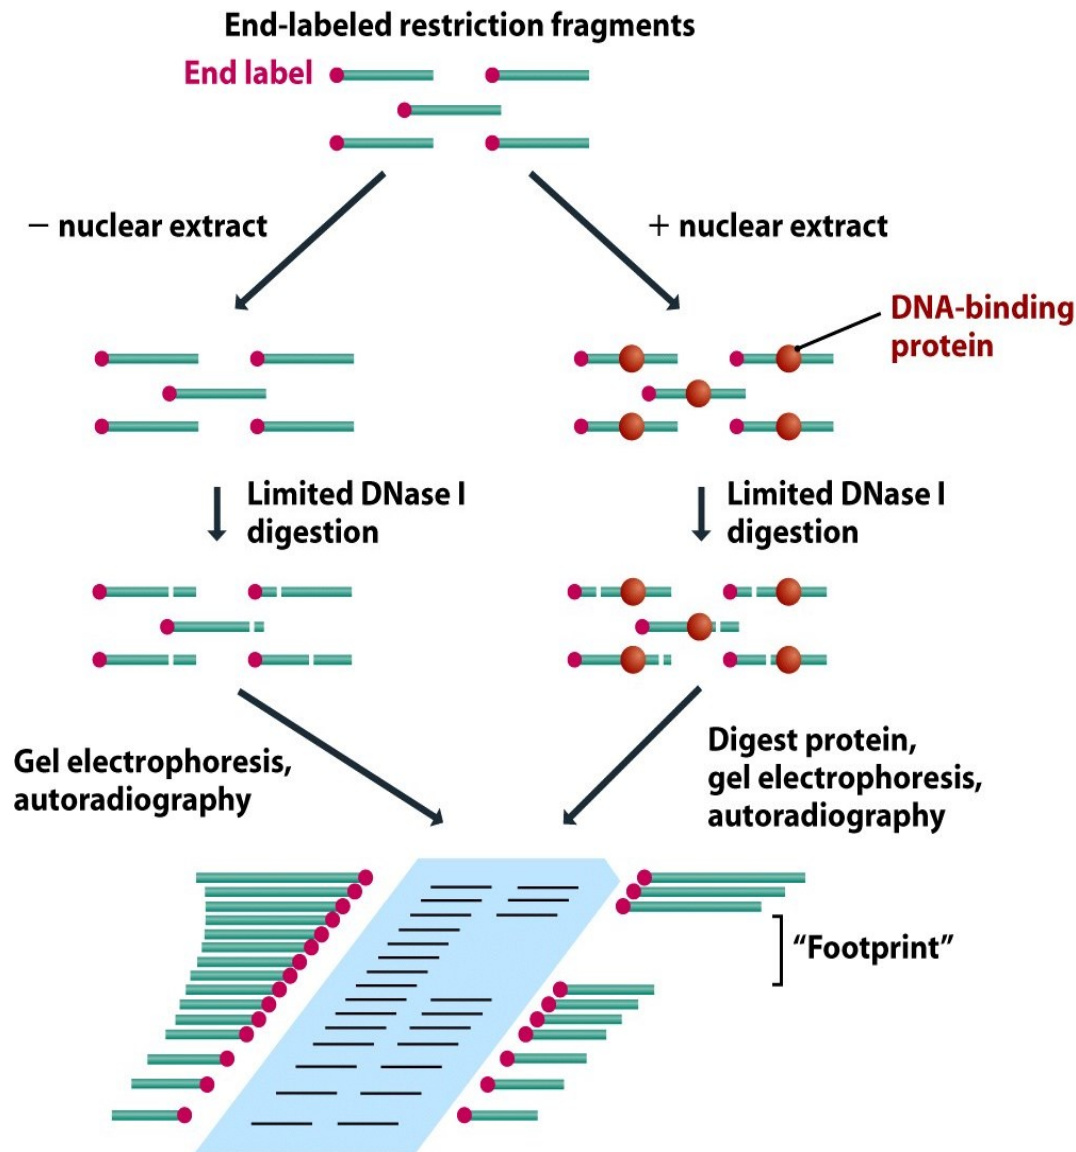 End-labeled restriction fragments
End label
− nuclear extract
+ nuclear extract
DNA-binding
protein
Limited DNase I
digestion
Limited DNase I
digestion
Gel electrophoresis,
autoradiography
Digest protein,
gel electrophoresis,
autoradiography
“Footprint”